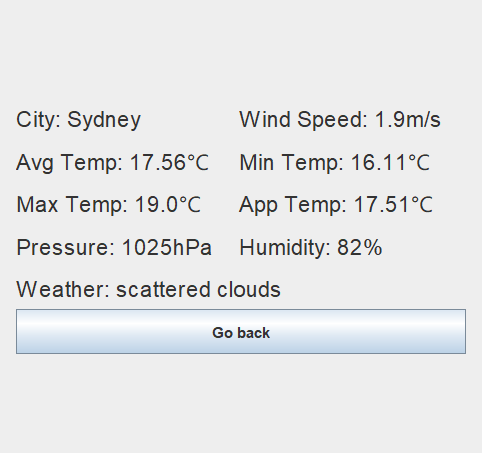 City: Sydney Wind Speed: 1.9m/s
Avg Temp: 17.56°C Min Temp: 16.11°C
Max Temp: 19.0°C App Temp: 17.51°C
Pressure: 1025hPa Humidity: 82%
Weather: scattered clouds
Go back